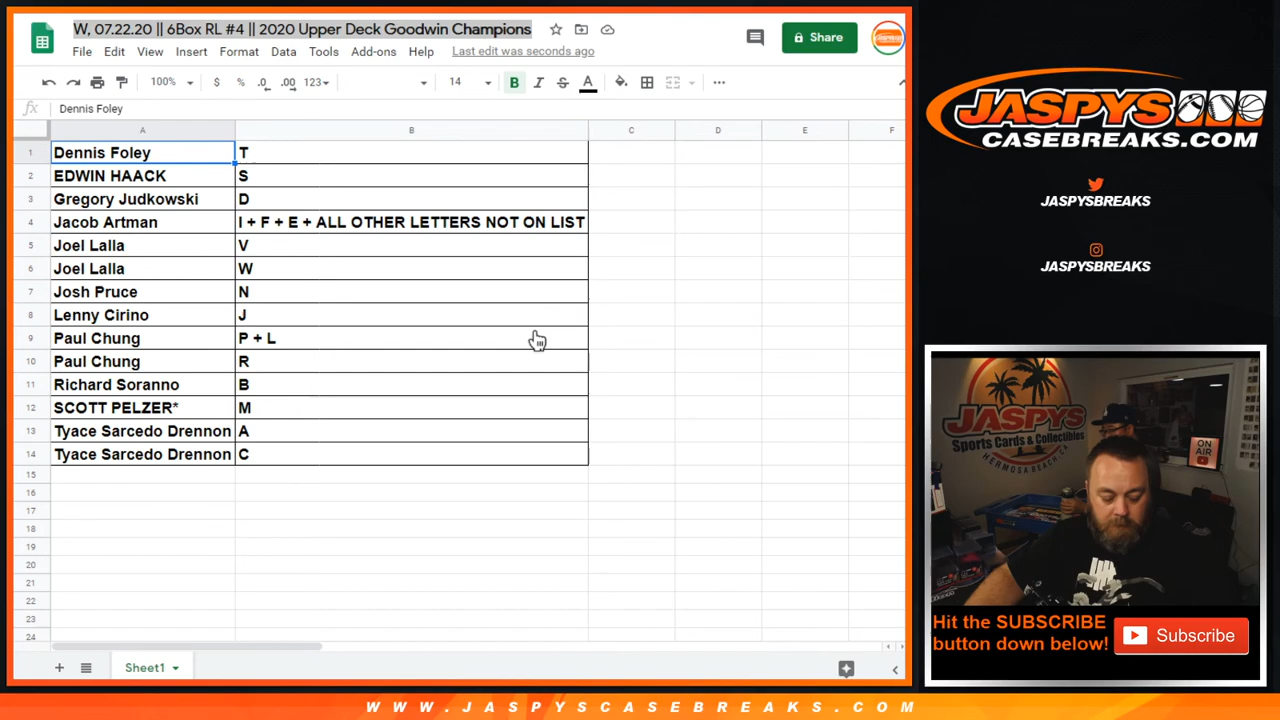 W, 07.22.20 || 6Box RL #4 || 2020 Upper Deck Goodwin Champions
File Edit View Insert Format Data Tools Add-ons Help Last edit was seconds ago
Share
100% $ % .0 .00 123 14 B I S A
fx Dennis Foley
A B C D E F
1 Dennis Foley T
2 EDWIN HAACK S
3 Gregory Judkowski D
4 Jacob Artman I + F + E + ALL OTHER LETTERS NOT ON LIST
5 Joel Lalla V
6 Joel Lalla W
7 Josh Pruce N
8 Lenny Cirino J
9 Paul Chung P + L
10 Paul Chung R
11 Richard Soranno B
12 SCOTT PELZER* M
13 Tyace Sarcedo Drennon A
14 Tyace Sarcedo Drennon C
15
16
17
18
19
20
21
22
23
24
Sheet1
JASPYS
CASEBREAKS.COM
JASPYSBREAKS
JASPYSBREAKS
JASPYS
Sports Cards & Collectibles
HERMOSA BEACH, CA
ON AIR
Hit the SUBSCRIBE
button down below!
Subscribe
WWW.JASPYSCASEBREAKS.COM